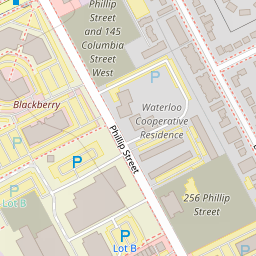 Phillip
Street
and 145
Columbia
Street
West
P
Blackberry
Waterloo
Cooperative
Residence
Phillip Street
P
P
P
Lot B
256 Phillip
Street
P
Lot B